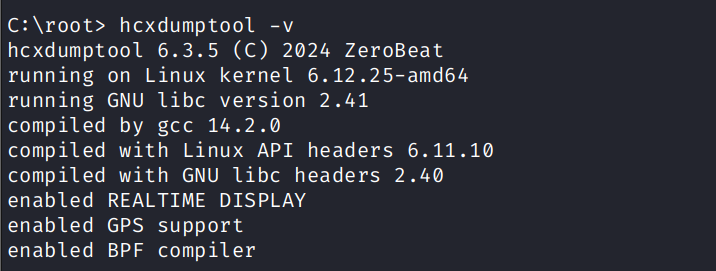 C:\root> hcxdumptool -v
hcxdumptool 6.3.5 (C) 2024 ZeroBeat
running on Linux kernel 6.12.25-amd64
running GNU libc version 2.41
compiled by gcc 14.2.0
compiled with Linux API headers 6.11.10
compiled with GNU libc headers 2.40
enabled REALTIME DISPLAY
enabled GPS support
enabled BPF compiler